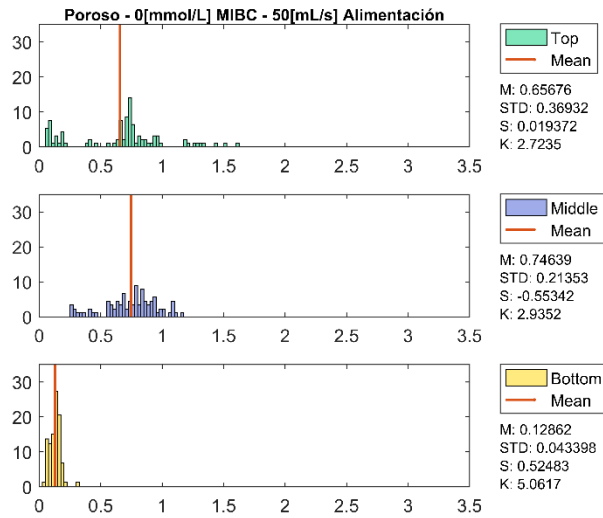 Poroso - 0[mmol/L] MIBC - 50[mL/s] Alimentación
30
20
10
0
0 0.5 1 1.5 2 2.5 3 3.5
Top
Mean
M: 0.65676
STD: 0.36932
S: 0.019372
K: 2.7235
30
20
10
0
0 0.5 1 1.5 2 2.5 3 3.5
Middle
Mean
M: 0.74639
STD: 0.21353
S: -0.55342
K: 2.9352
30
20
10
0
0 0.5 1 1.5 2 2.5 3 3.5
Bottom
Mean
M: 0.12862
STD: 0.043398
S: 0.52483
K: 5.0617